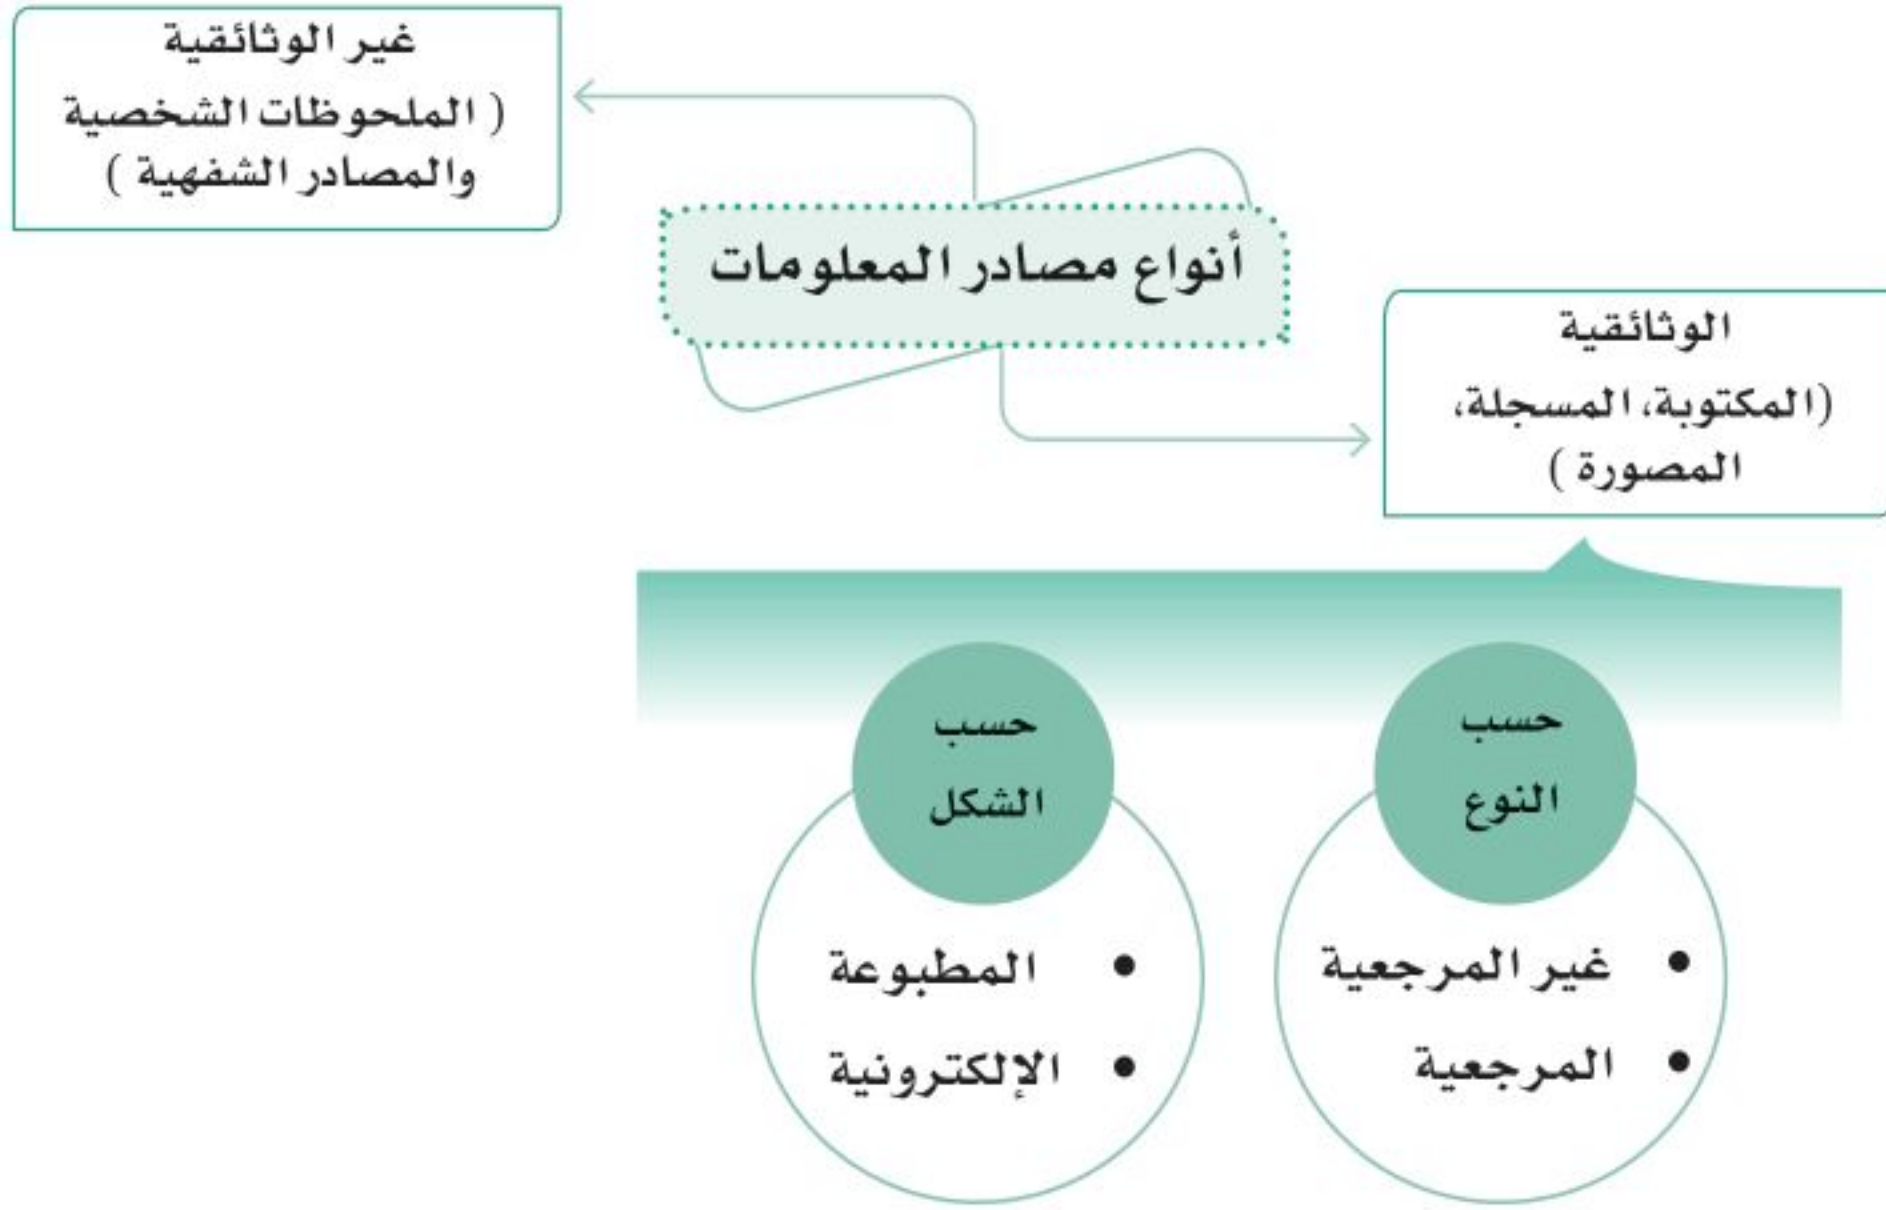 غير الوثائقية
( الملحوظات الشخصية
والمصادر الشفهية )
أنواع مصادر المعلومات
الوثائقية
(المكتوبة، المسجلة،
المصورة )
حسب
النوع
• غير المرجعية
• المرجعية
حسب
الشكل
• المطبوعة
• الإلكترونية